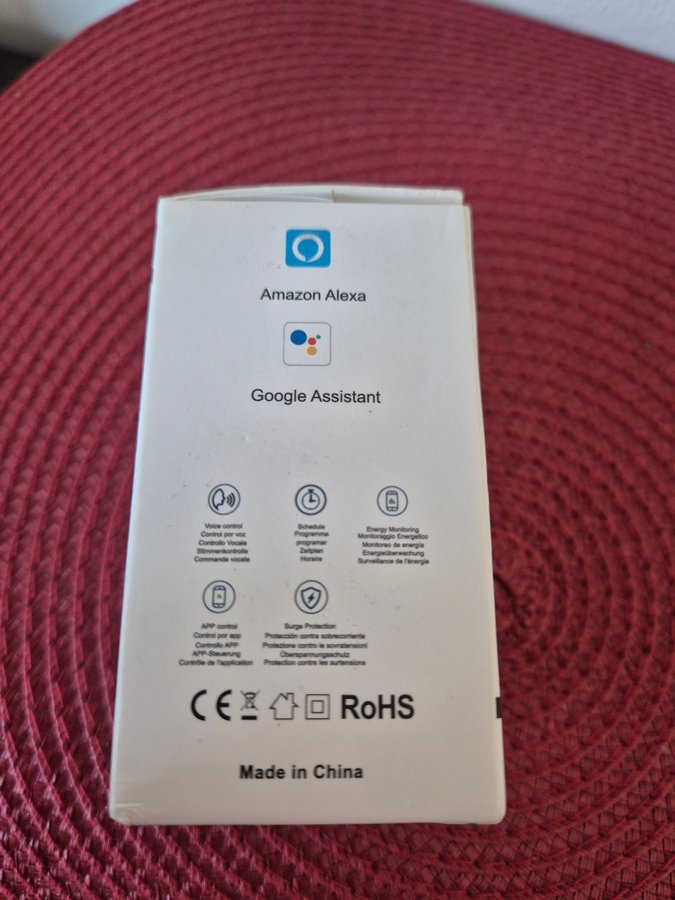 Amazon Alexa
Google Assistant
Voice control
Control por voz
Controllo Vocale
Stimmenkontrolle
Commande vocale
Schedule
Programma
programar
Zeitplan
Horaire
Energy Monitoring
Monitoraggio Energetico
Monitoreo de energía
Energieüberwachung
Surveillance de l'énergie
APP control
Control por app
Controllo APP
APP-Steuerung
Contrôle de l'application
Surge Protection
Protección contra sobrecorriente
Protezione contro le sovratensioni
Überspannungsschutz
Protection contre les surtensions
CE RoHS
Made in China